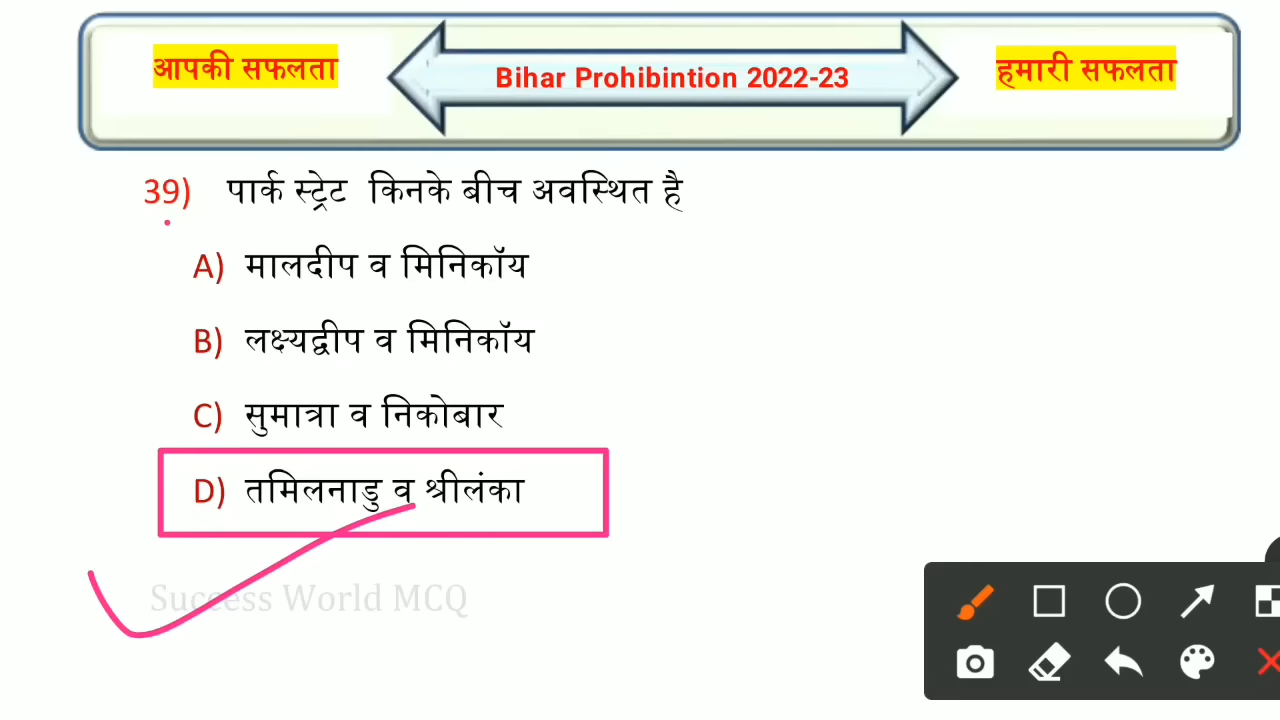 आपकी सफलता
Bihar Prohibintion 2022-23
हमारी सफलता
39) पार्क स्ट्रेट किनके बीच अवस्थित है
A) मालदीप व मिनिकॉय
B) लक्ष्यद्वीप व मिनिकॉय
C) सुमात्रा व निकोबार
D) तमिलनाडु व श्रीलंका
Success World MCQ